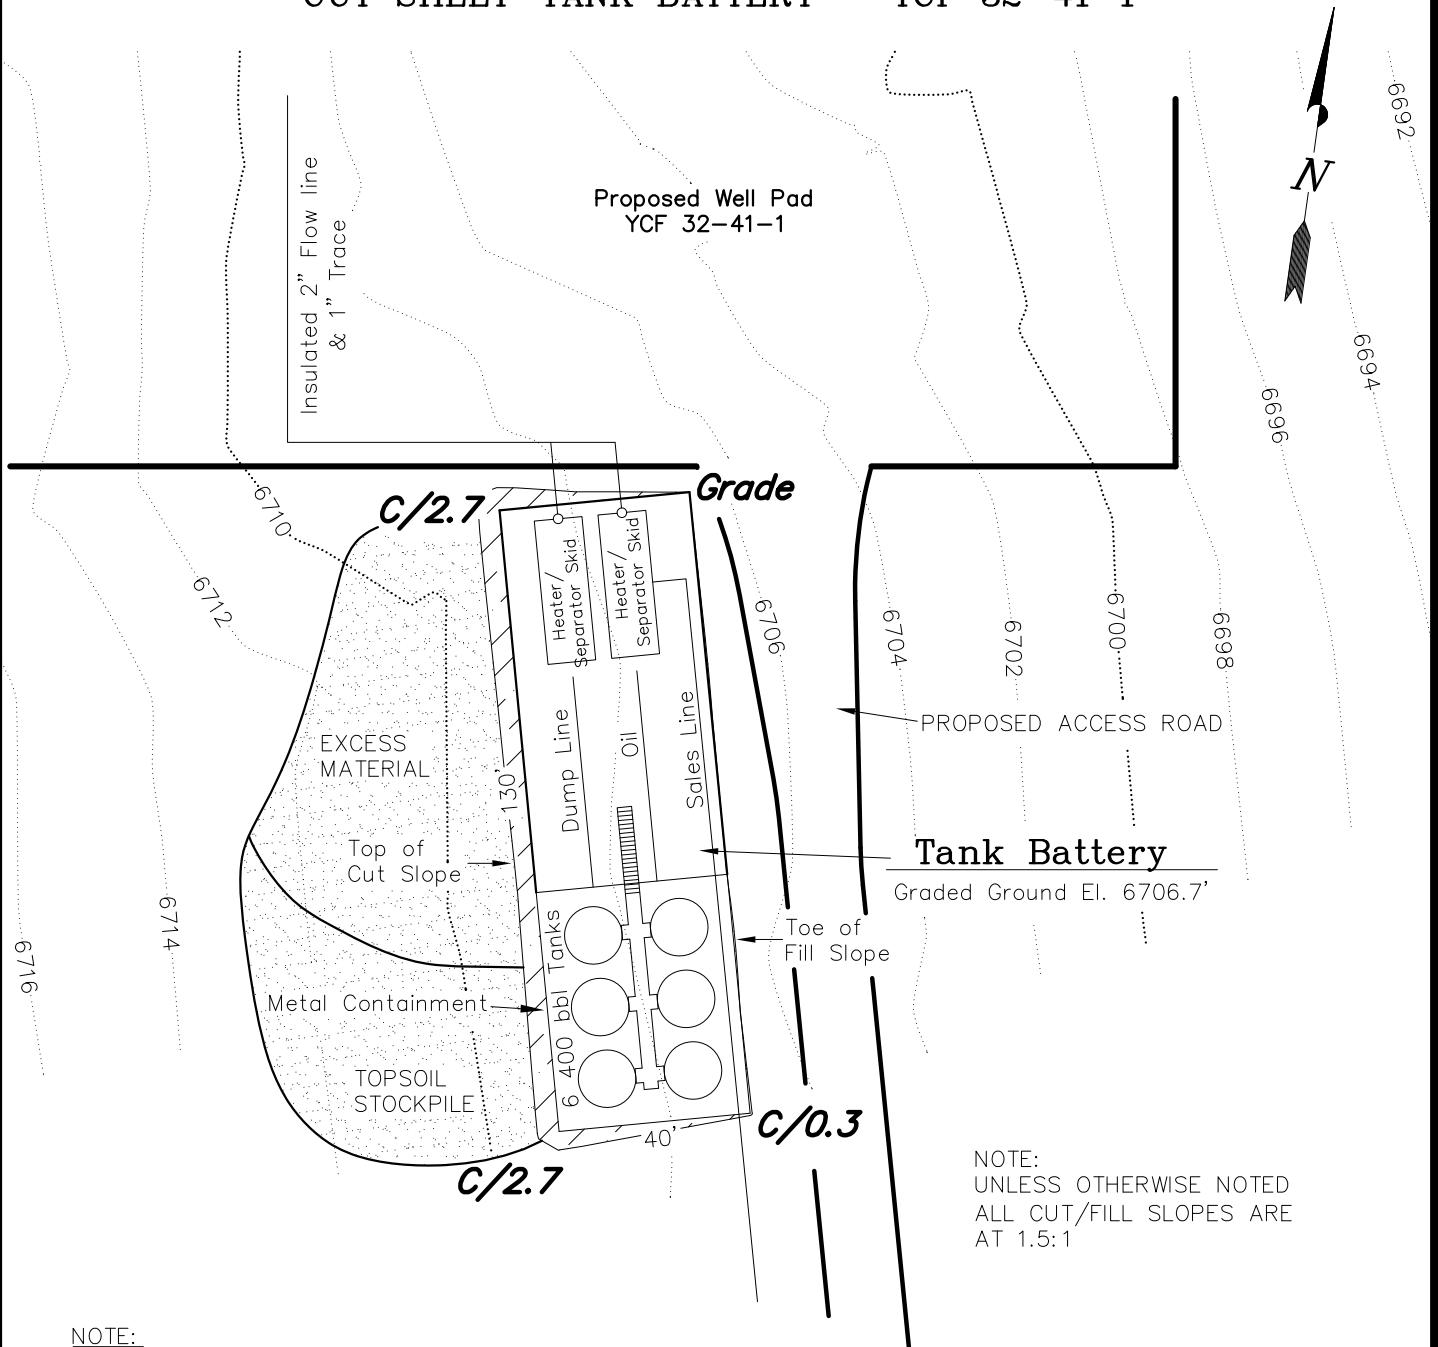 CUT SHEET TANK BATTERY - YCF 32-41-1
6692
N
Insulated 2" Flow line
& 1" Trace
Proposed Well Pad
YCF 32-41-1
6694
6696
Grade
C/2.7
6710
Heater/
Separator Skid
Heater/
Separator Skid
6712
6706
6704
6702
6700
6698
PROPOSED ACCESS ROAD
EXCESS
MATERIAL
130'
Dump Line
Oil
Sales Line
Top of
Cut Slope
Tank Battery
Graded Ground El. 6706.7'
6714
6716
6 400 bbl Tanks
Toe of
Fill Slope
Metal Containment
TOPSOIL
STOCKPILE
C/0.3
40'
C/2.7
NOTE:
UNLESS OTHERWISE NOTED
ALL CUT/FILL SLOPES ARE
AT 1.5:1
NOTE: